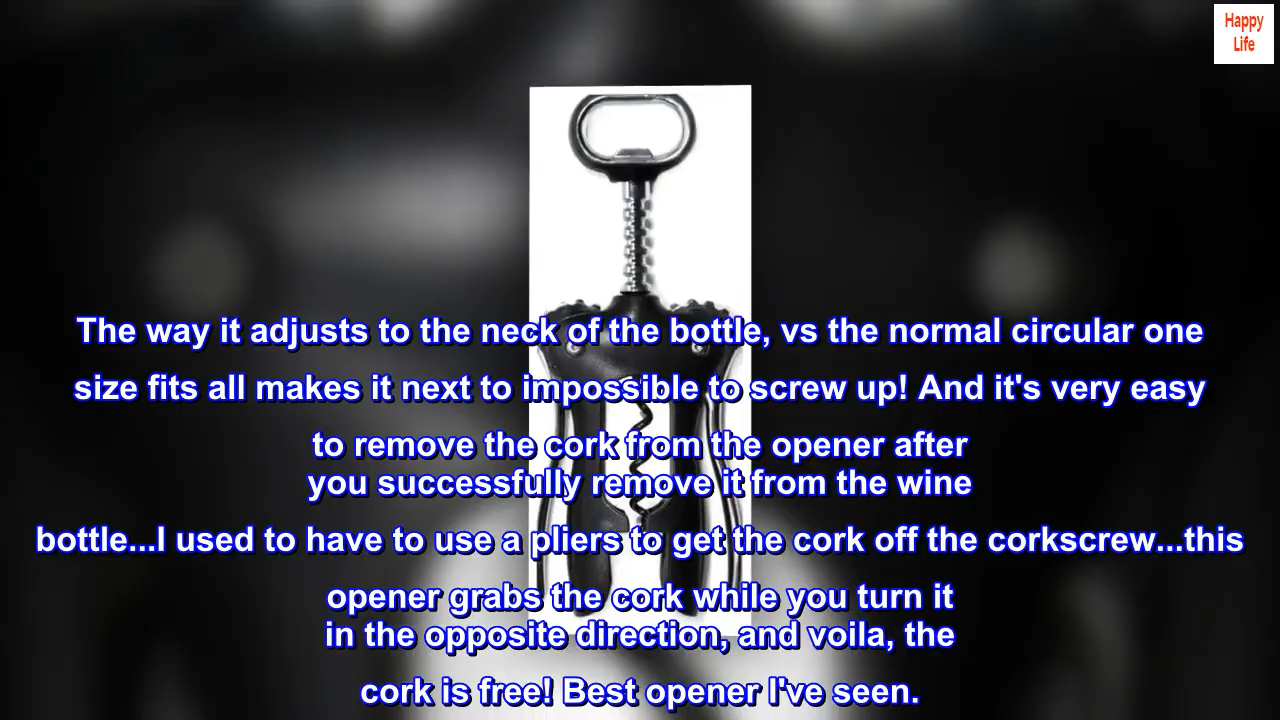 Happy
Life
The way it adjusts to the neck of the bottle, vs the normal circular one
size fits all makes it next to impossible to screw up! And it's very easy
to remove the cork from the opener after
you successfully remove it from the wine
bottle...I used to have to use a pliers to get the cork off the corkscrew...this
opener grabs the cork while you turn it
in the opposite direction, and voila, the
cork is free! Best opener I've seen.